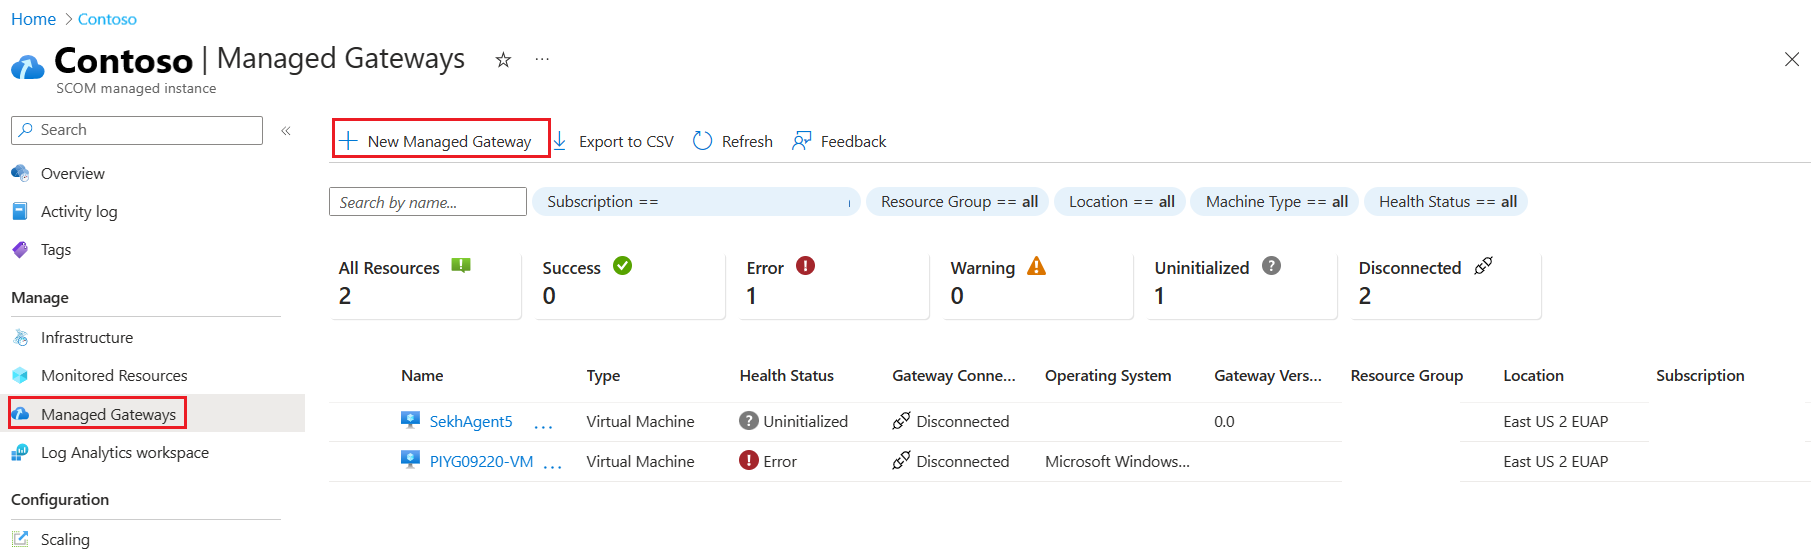 Home > Contoso
Contoso | Managed Gateways ...
SCOM managed instance
Search «
Overview
Activity log
Tags
Manage
Infrastructure
Monitored Resources
Managed Gateways
Log Analytics workspace
Configuration
Scaling
New Managed Gateway Export to CSV Refresh Feedback
Search by name... Subscription == Resource Group == all Location == all Machine Type == all Health Status == all
All Resources Success Error Warning Uninitialized Disconnected
2 0 1 0 1 2
Name Type Health Status Gateway Conne... Operating System Gateway Vers... Resource Group Location Subscription
SekhAgent5 ... Virtual Machine Uninitialized Disconnected 0.0 East US 2 EUAP
PIYG09220-VM ... Virtual Machine Error Disconnected Microsoft Windows... East US 2 EUAP